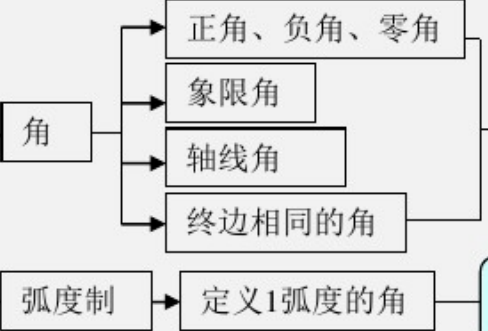 正角、负角、零角
象限角
角
轴线角
终边相同的角
弧度制
定义1弧度的角